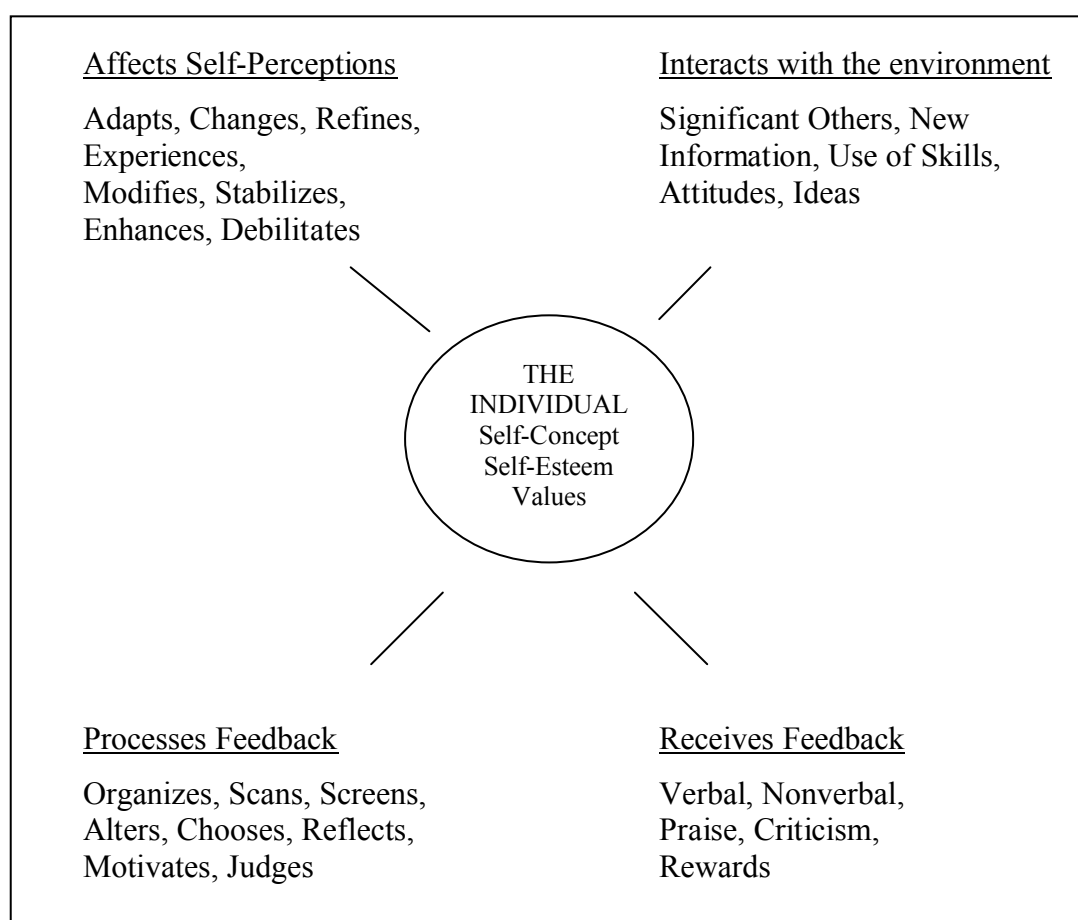 Affects Self-Perceptions
Adapts, Changes, Refines,
Experiences,
Modifies, Stabilizes,
Enhances, Debilitates
Interacts with the environment
Significant Others, New
Information, Use of Skills,
Attitudes, Ideas
THE
INDIVIDUAL
Self-Concept
Self-Esteem
Values
Processes Feedback
Organizes, Scans, Screens,
Alters, Chooses, Reflects,
Motivates, Judges
Receives Feedback
Verbal, Nonverbal,
Praise, Criticism,
Rewards